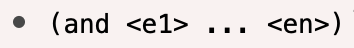 • (and <e1> ... <en>)